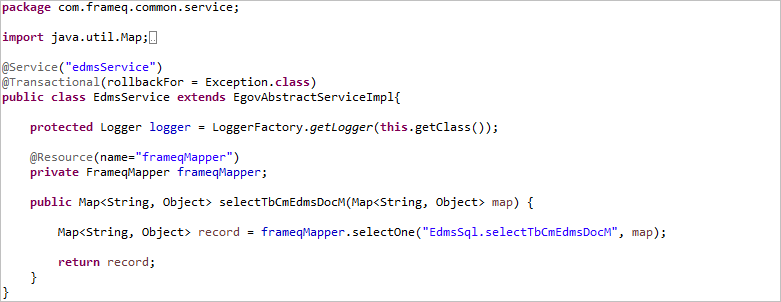 package com.frameq.common.service;
import java.util.Map;
@Service("edmsService")
@Transactional(rollbackFor = Exception.class)
public class EdmsService extends EgovAbstractServiceImpl{
protected Logger logger = LoggerFactory.getLogger(this.getClass());
@Resource(name="frameqMapper")
private FrameqMapper frameqMapper;
public Map<String, Object> selectTbCmEdmsDocM(Map<String, Object> map) {
Map<String, Object> record = frameqMapper.selectOne("EdmsSql.selectTbCmEdmsDocM", map);
return record;
}
}